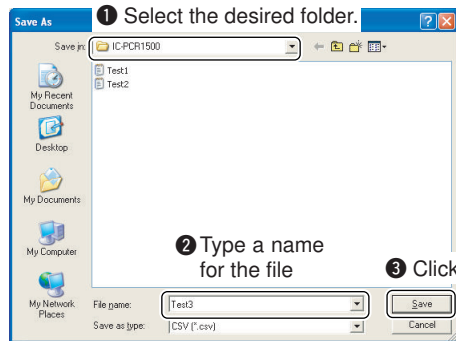 ❶ Select the desired folder.
Save As
Save in: IC-PCR1500
Test1
Test2
My Recent Documents
Desktop
My Documents
My Computer
My Network Places
❷ Type a name
for the file
❸ Click
File name: Test3 Save
Save as type: CSV (*.csv) Cancel